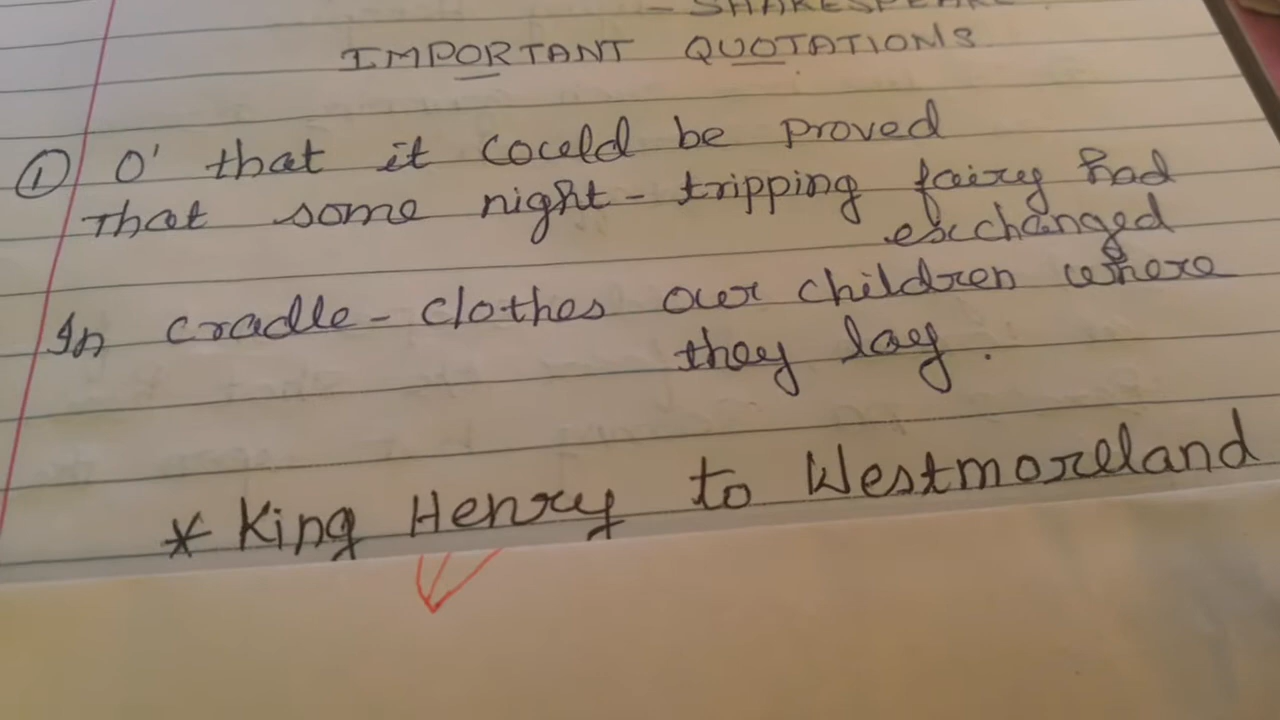 - SHAKESPEARE
IMPORTANT QUOTATIONS
① O' that it could be proved
That some night-tripping fairy had
exchanged
In cradle-clothes our children where
they lay.
* King Henry to Westmoreland